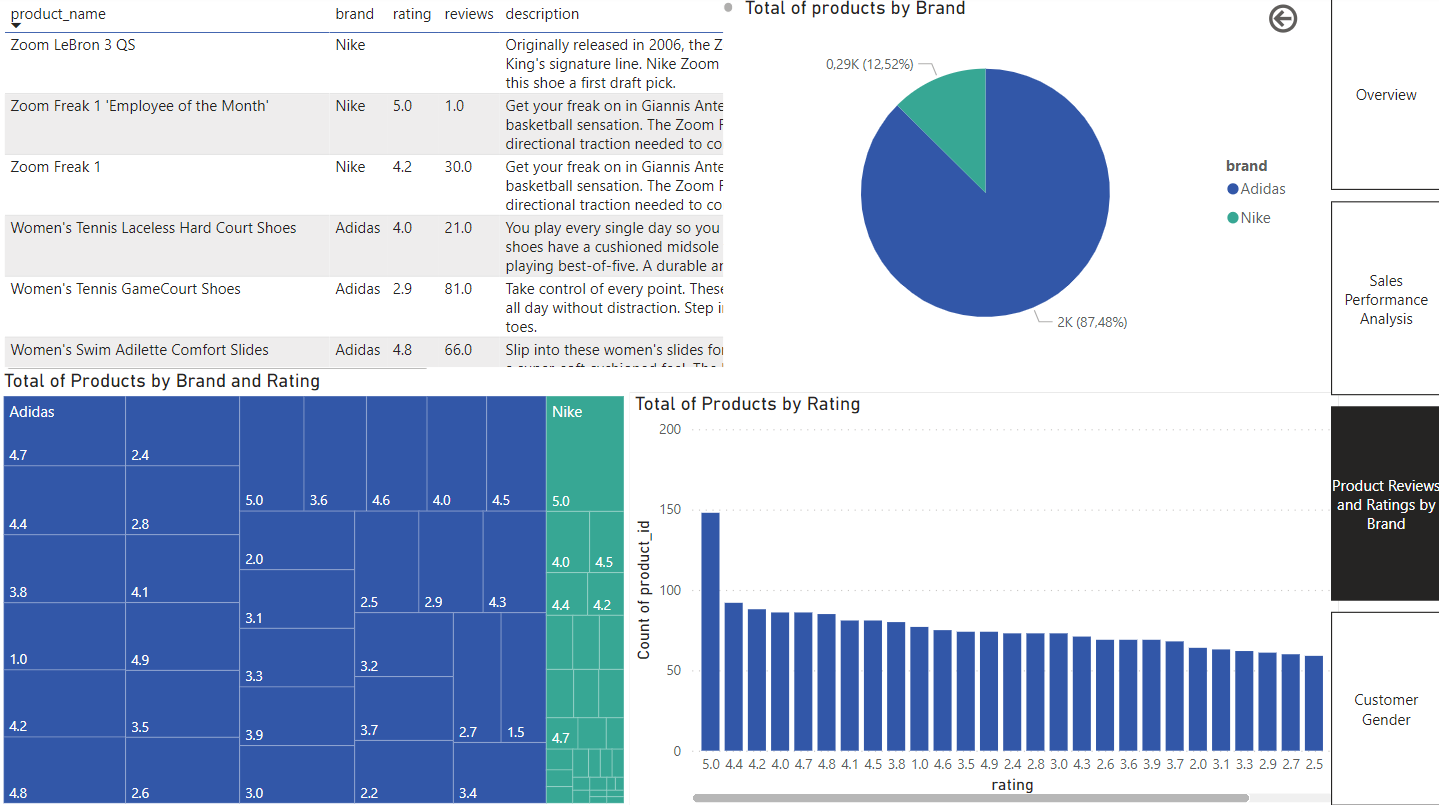 product_name brand rating reviews description
Zoom LeBron 3 QS Nike Originally released in 2006, the Z
King's signature line. Nike Zoom
this shoe a first draft pick.
Zoom Freak 1 'Employee of the Month' Nike 5.0 1.0 Get your freak on in Giannis Ante
basketball sensation. The Zoom F
directional traction needed to co
Zoom Freak 1 Nike 4.2 30.0 Get your freak on in Giannis Ante
basketball sensation. The Zoom F
directional traction needed to co
Women's Tennis Laceless Hard Court Shoes Adidas 4.0 21.0 You play every single day so you
shoes have a cushioned midsole
playing best-of-five. A durable an
Women's Tennis GameCourt Shoes Adidas 2.9 81.0 Take control of every point. These
all day without distraction. Step i
toes.
Women's Swim Adilette Comfort Slides Adidas 4.8 66.0 Slip into these women's slides for
Total of products by Brand
0,29K (12,52%)
2K (87,48%)
brand
Adidas
Nike
Overview
Sales
Performance
Analysis
Product Reviews
and Ratings by
Brand
Customer
Gender
Total of Products by Brand and Rating
Adidas
4.7
4.4
3.8
1.0
4.2
4.8
2.4
2.8
4.1
4.9
3.5
2.6
5.0
3.6
4.6
4.0
4.5
2.0
3.1
3.3
3.9
3.0
2.5
2.9
4.3
3.2
3.7
2.2
2.7
1.5
3.4
Nike
5.0
4.0
4.5
4.4
4.2
4.7
Total of Products by Rating
Count of product_id
200
150
100
50
0
5.0 4.4 4.2 4.0 4.7 4.8 4.1 4.5 3.8 1.0 4.6 3.5 4.9 2.4 2.8 3.0 4.3 2.6 3.6 3.9 3.7 2.0 3.1 3.3 2.9 2.7 2.5
rating